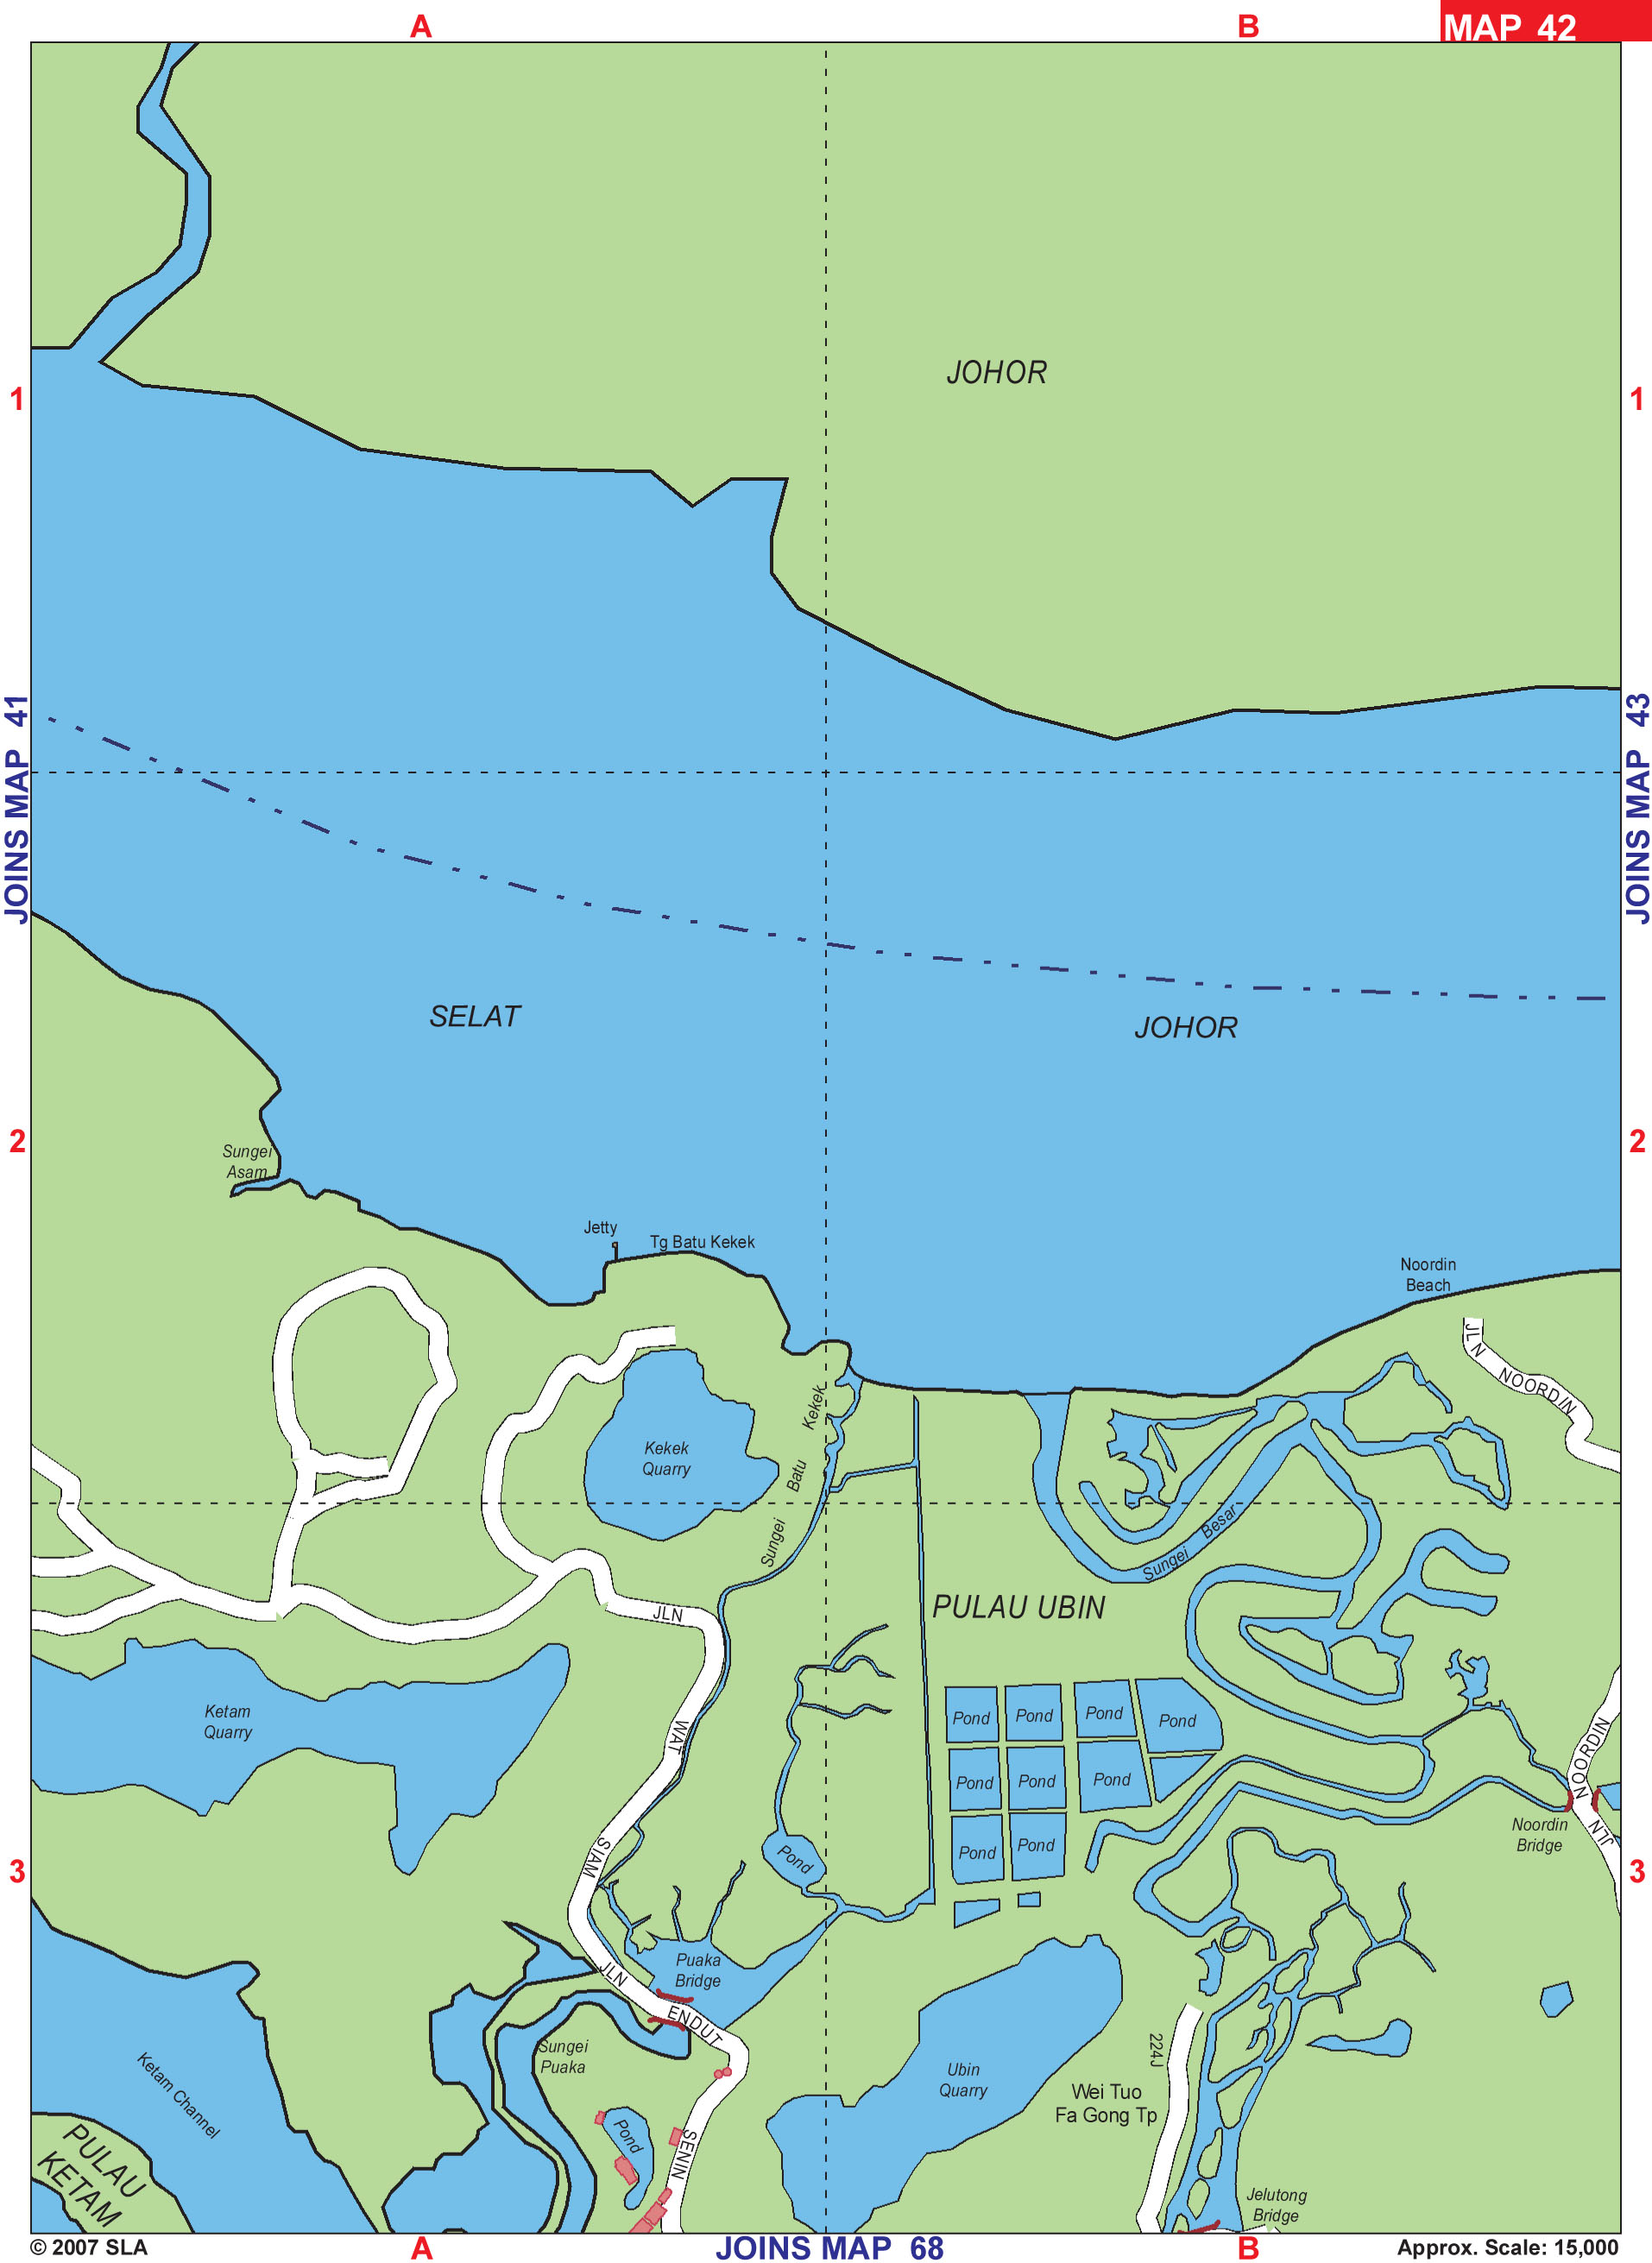 A
B
MAP 42
JOHOR
1
1
JOINS MAP 41
JOINS MAP 43
SELAT
JOHOR
2
2
Sungei
Asam
Jetty
Tg Batu Kekek
Noordin
Beach
JLN NOORDIN
Kekek
Quarry
Sungei Batu Kekek
Sungei Besar
PULAU UBIN
JLN WAT SIAM
Ketam
Quarry
Pond
Pond
Pond
Pond
Pond
Pond
Pond
Pond
Pond
Pond
JLN NOORDIN
Noordin
Bridge
3
3
Puaka
Bridge
JLN ENDUT SENIN
Sungei
Puaka
Ketam Channel
Pond
Ubin
Quarry
224J
Wei Tuo
Fa Gong Tp
PULAU
KETAM
Jelutong
Bridge
© 2007 SLA
A
JOINS MAP 68
B
Approx. Scale: 15,000